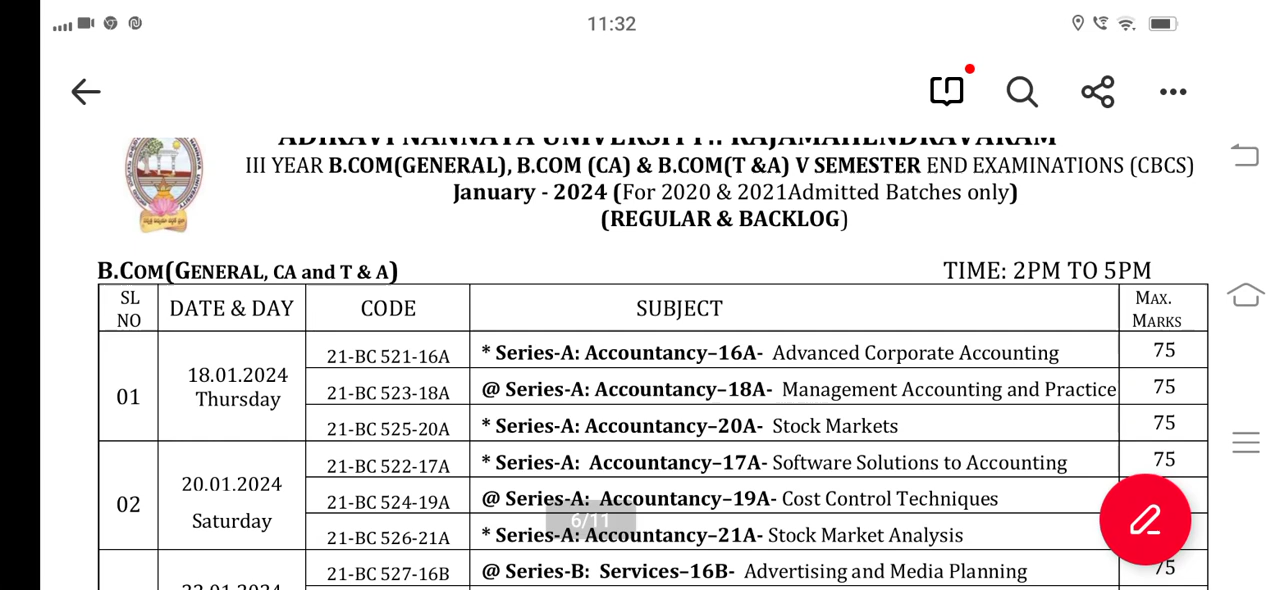 11:32
ADIKAVI NANNAYA UNIVERSITY:: RAJAMAHENDRAVARAM
III YEAR B.COM(GENERAL), B.COM (CA) & B.COM(T &A) V SEMESTER END EXAMINATIONS (CBCS)
January - 2024 (For 2020 & 2021Admitted Batches only)
(REGULAR & BACKLOG)
B.COM(GENERAL, CA and T & A) TIME: 2PM TO 5PM
SL NO DATE & DAY CODE SUBJECT MAX. MARKS
01 18.01.2024 Thursday 21-BC 521-16A * Series-A: Accountancy–16A- Advanced Corporate Accounting 75
21-BC 523-18A @ Series-A: Accountancy–18A- Management Accounting and Practice 75
21-BC 525-20A * Series-A: Accountancy–20A- Stock Markets 75
02 20.01.2024 Saturday 21-BC 522-17A * Series-A: Accountancy–17A- Software Solutions to Accounting 75
21-BC 524-19A @ Series-A: Accountancy–19A- Cost Control Techniques
6/11
21-BC 526-21A * Series-A: Accountancy–21A- Stock Market Analysis
21-BC 527-16B @ Series-B: Services–16B- Advertising and Media Planning 75